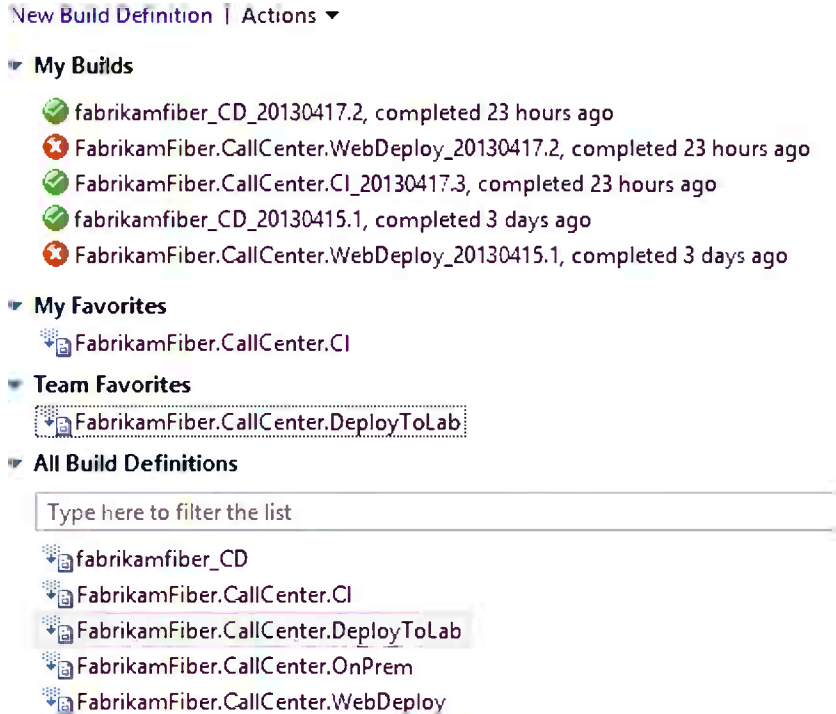 New Build Definition | Actions
My Builds
fabrikamfiber_CD_20130417.2, completed 23 hours ago
FabrikamFiber.CallCenter.WebDeploy_20130417.2, completed 23 hours ago
FabrikamFiber.CallCenter.CI_20130417.3, completed 23 hours ago
fabrikamfiber_CD_20130415.1, completed 3 days ago
FabrikamFiber.CallCenter.WebDeploy_20130415.1, completed 3 days ago
My Favorites
FabrikamFiber.CallCenter.CI
Team Favorites
FabrikamFiber.CallCenter.DeployToLab
All Build Definitions
Type here to filter the list
fabrikamfiber_CD
FabrikamFiber.CallCenter.CI
FabrikamFiber.CallCenter.DeployToLab
FabrikamFiber.CallCenter.OnPrem
FabrikamFiber.CallCenter.WebDeploy